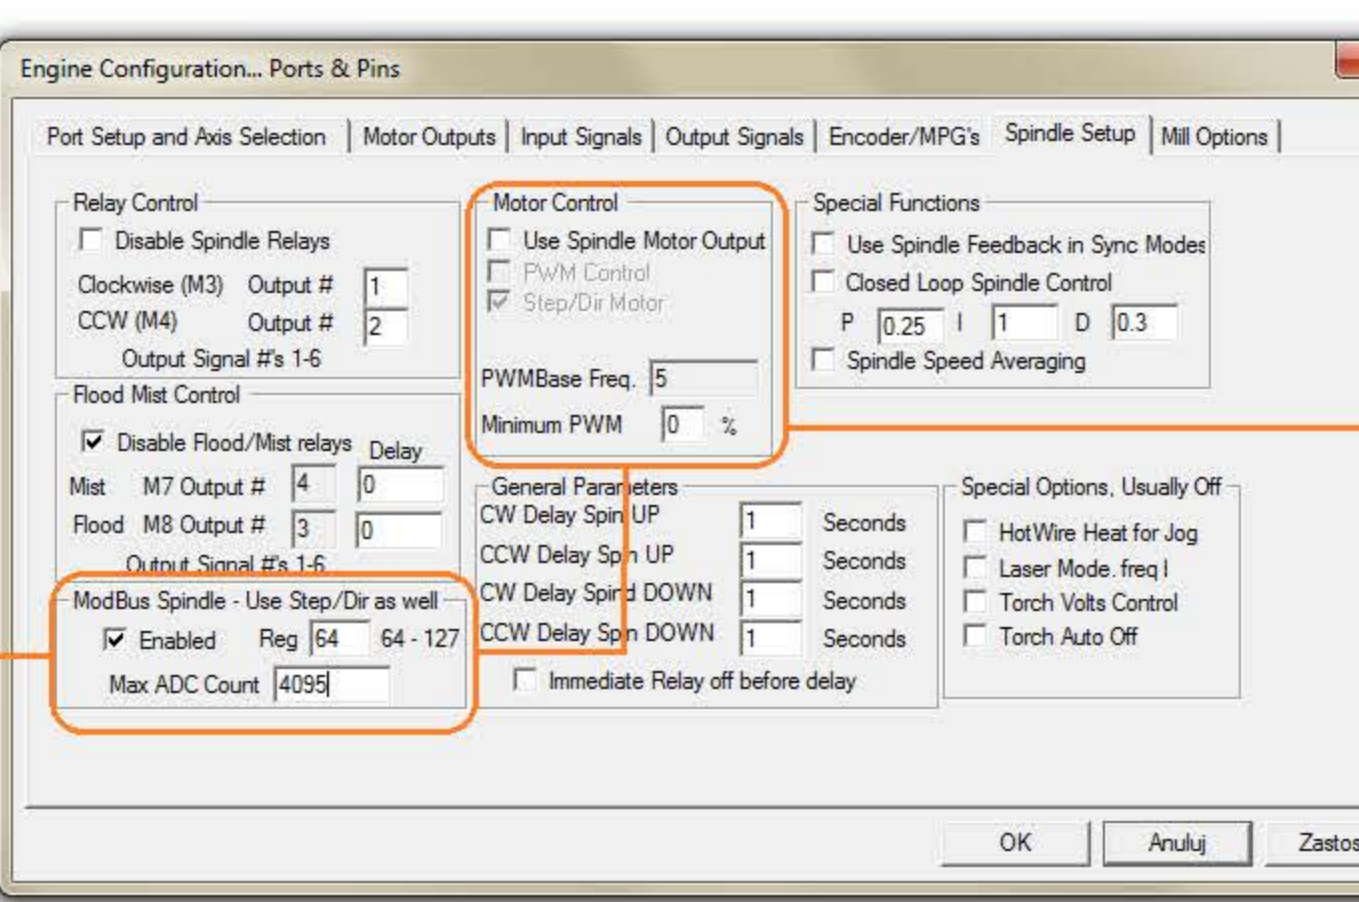 Engine Configuration... Ports & Pins
Port Setup and Axis Selection | Motor Outputs | Input Signals | Output Signals | Encoder/MPG's Spindle Setup | Mill Options |
Relay Control
Disable Spindle Relays
Clockwise (M3) Output # 1
CCW (M4) Output # 2
Output Signal #'s 1-6
Flood Mist Control
Disable Flood/Mist relays Delay
Mist M7 Output # 4 0
Flood M8 Output # 3 0
Output Signal #'s 1-6
ModBus Spindle - Use Step/Dir as well
Enabled Reg 64 64 - 127
Max ADC Count 4095
Motor Control
Use Spindle Motor Output
PWM Control
Step/Dir Motor
PWMBase Freq. 5
Minimum PWM 0 %
General Parameters
CW Delay Spin UP 1 Seconds
CCW Delay Spin UP 1 Seconds
CW Delay Spind DOWN 1 Seconds
CCW Delay Spin DOWN 1 Seconds
Immediate Relay off before delay
Special Functions
Use Spindle Feedback in Sync Modes
Closed Loop Spindle Control
P 0.25 I 1 D 0.3
Spindle Speed Averaging
Special Options, Usually Off
HotWire Heat for Jog
Laser Mode. freq I
Torch Volts Control
Torch Auto Off
OK Anuluj Zastos